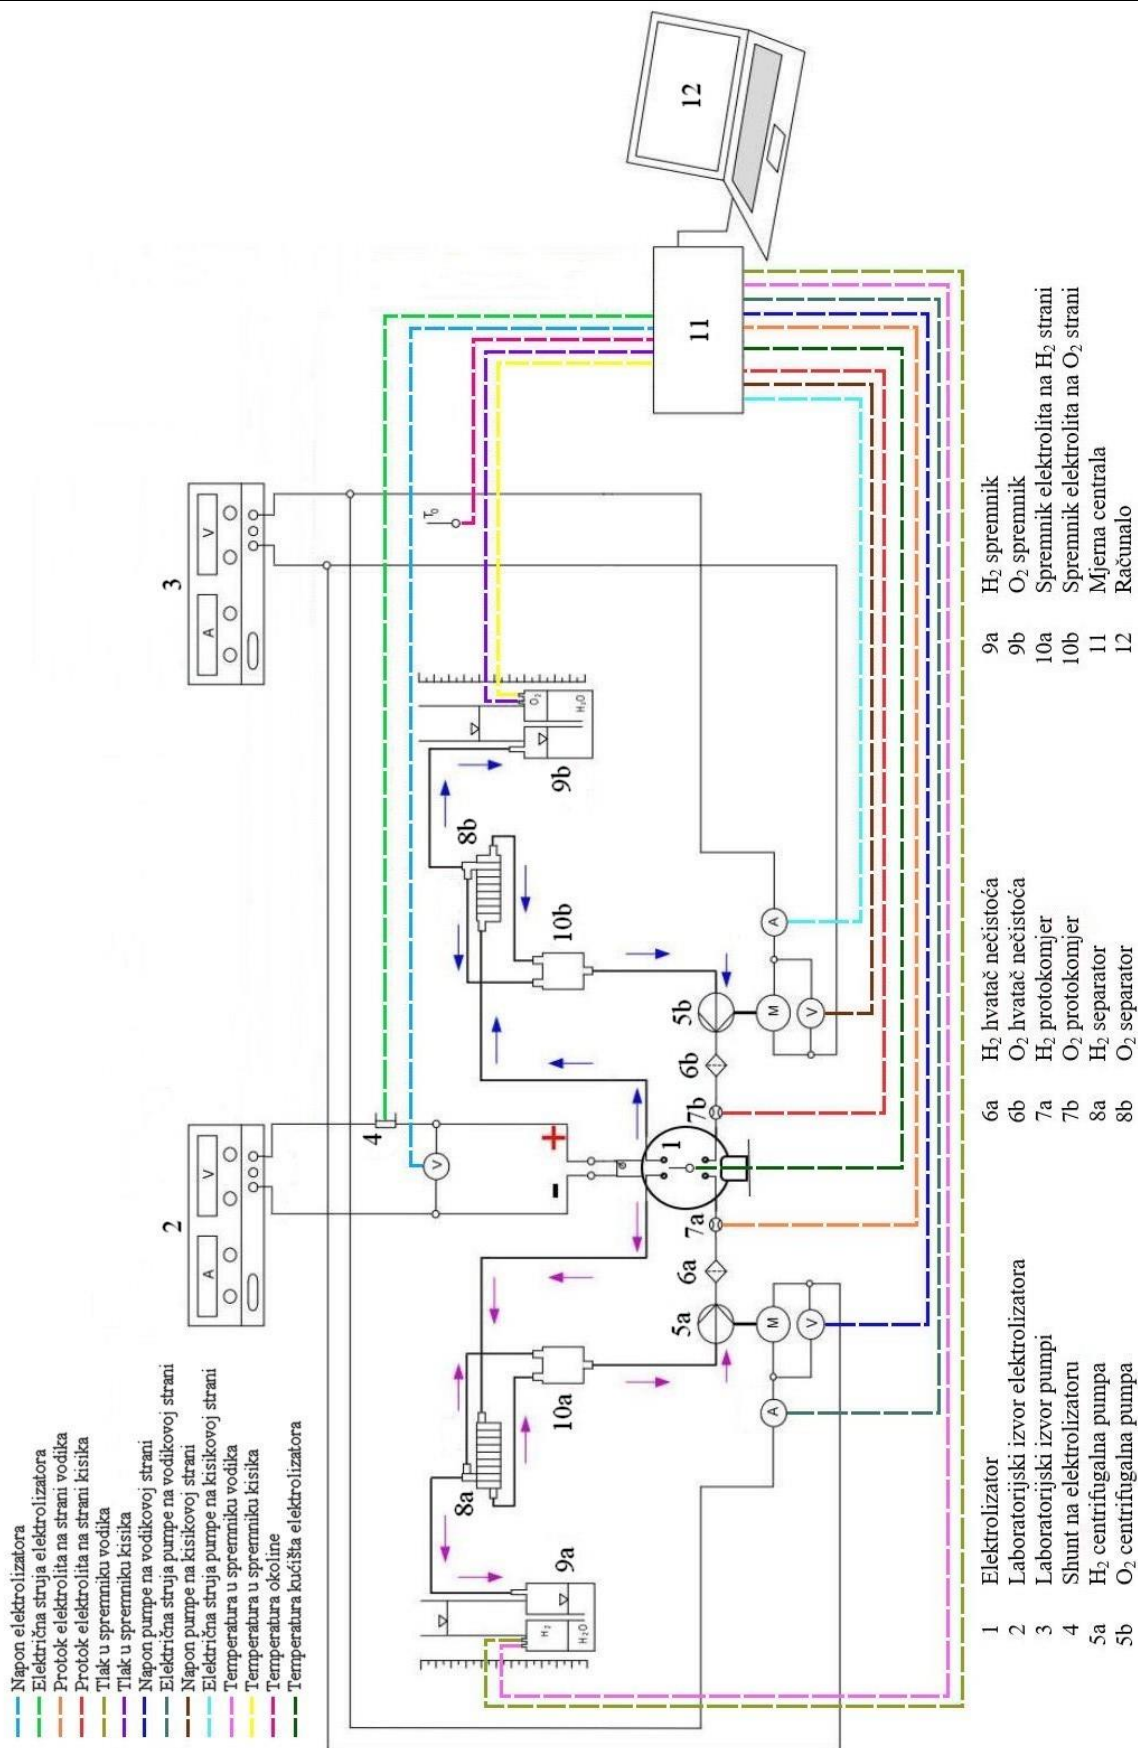 Napon elektrolizatora
Električna struja elektrolizatora
Protok elektrolita na strani vodika
Protok elektrolita na strani kisika
Tlak u spremniku vodika
Tlak u spremniku kisika
Napon pumpe na vodikovoj strani
Električna struja pumpe na vodikovoj strani
Napon pumpe na kisikovoj strani
Električna struja pumpe na kisikovoj strani
Temperatura u spremniku vodika
Temperatura u spremniku kisika
Temperatura okoline
Temperatura kućišta elektrolizatora
2
A
V
3
A
V
4
V
T₀
8a
8b
9a
H₂
H₂O
9b
O₂
H₂O
10a
10b
1
5a
6a
7a
7b
6b
5b
M
V
A
M
V
A
11
12
1 Elektrolizator
2 Laboratorijski izvor elektrolizatora
3 Laboratorijski izvor pumpi
4 Shunt na elektrolizatoru
5a H₂ centrifugalna pumpa
5b O₂ centrifugalna pumpa
6a H₂ hvatač nečistoća
6b O₂ hvatač nečistoća
7a H₂ protokomjer
7b O₂ protokomjer
8a H₂ separator
8b O₂ separator
9a H₂ spremnik
9b O₂ spremnik
10a Spremnik elektrolita na H₂ strani
10b Spremnik elektrolita na O₂ strani
11 Mjerna centrala
12 Računalo